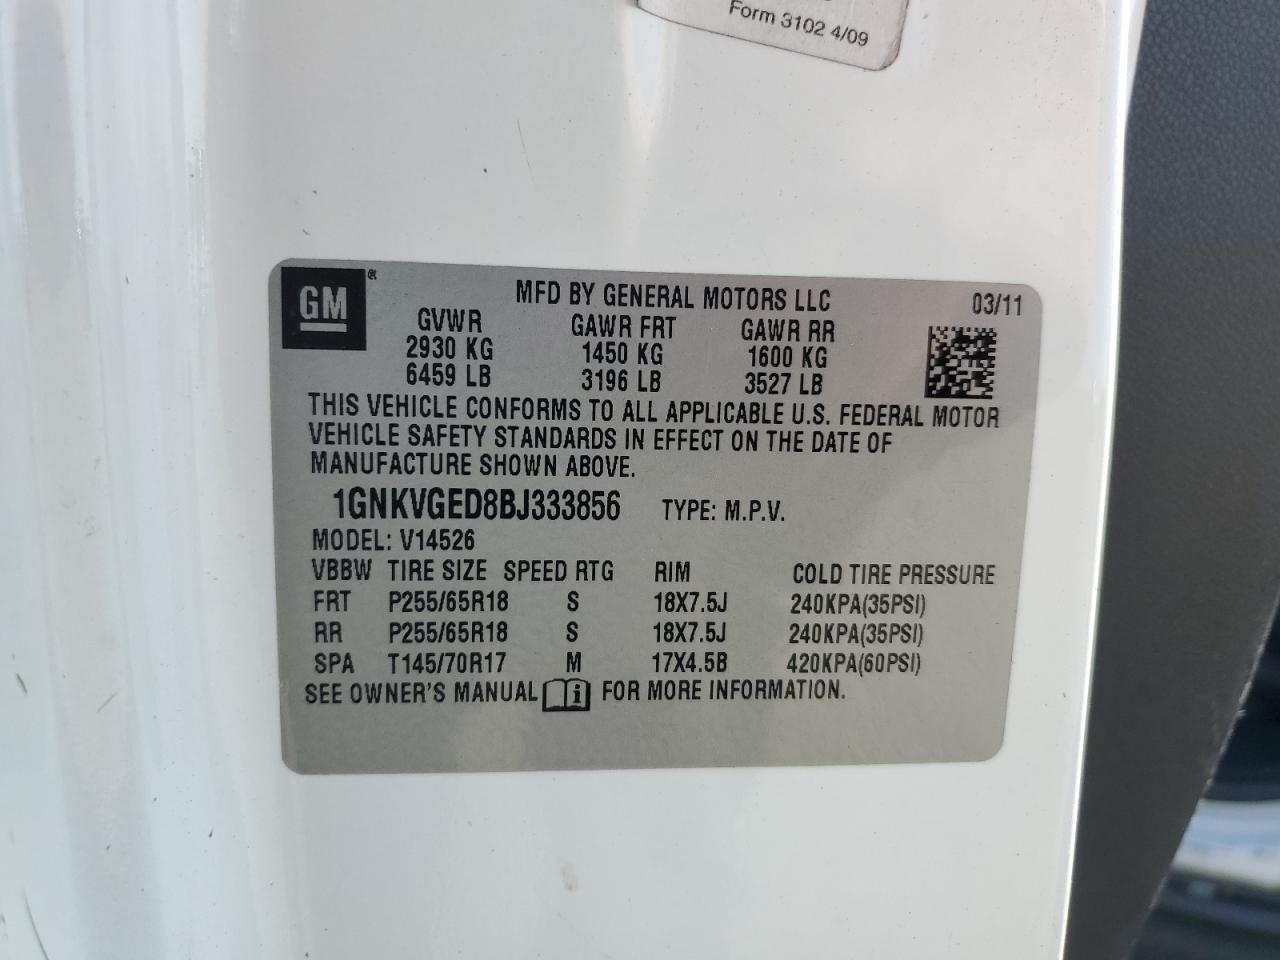 Form 3102 4/09
GM ®
MFD BY GENERAL MOTORS LLC 03/11
GVWR GAWR FRT GAWR RR
2930 KG 1450 KG 1600 KG
6459 LB 3196 LB 3527 LB
THIS VEHICLE CONFORMS TO ALL APPLICABLE U.S. FEDERAL MOTOR
VEHICLE SAFETY STANDARDS IN EFFECT ON THE DATE OF
MANUFACTURE SHOWN ABOVE.
1GNKVGED8BJ333856 TYPE: M.P.V.
MODEL: V14526
VBBW TIRE SIZE SPEED RTG RIM COLD TIRE PRESSURE
FRT P255/65R18 S 18X7.5J 240KPA(35PSI)
RR P255/65R18 S 18X7.5J 240KPA(35PSI)
SPA T145/70R17 M 17X4.5B 420KPA(60PSI)
SEE OWNER'S MANUAL i FOR MORE INFORMATION.